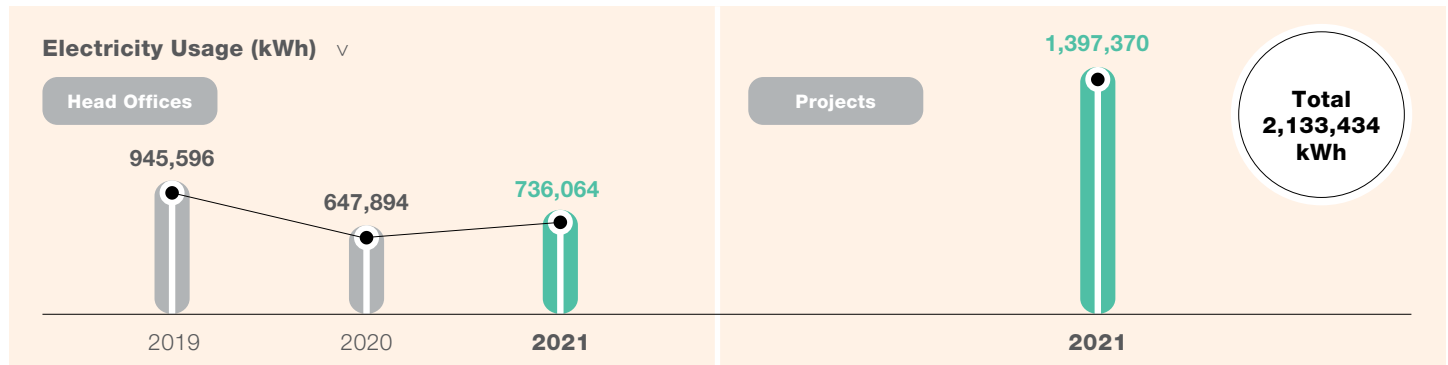 Electricity Usage (kWh) ∨
Head Offices
945,596
647,894
736,064
2019
2020
2021
Projects
1,397,370
2021
Total
2,133,434
kWh